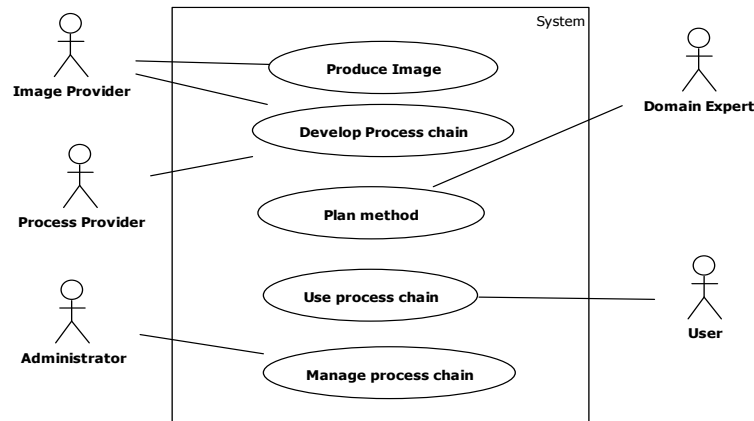 System
Produce Image
Image Provider
Domain Expert
Develop Process chain
Process Provider
Plan method
Use process chain
User
Administrator
Manage process chain